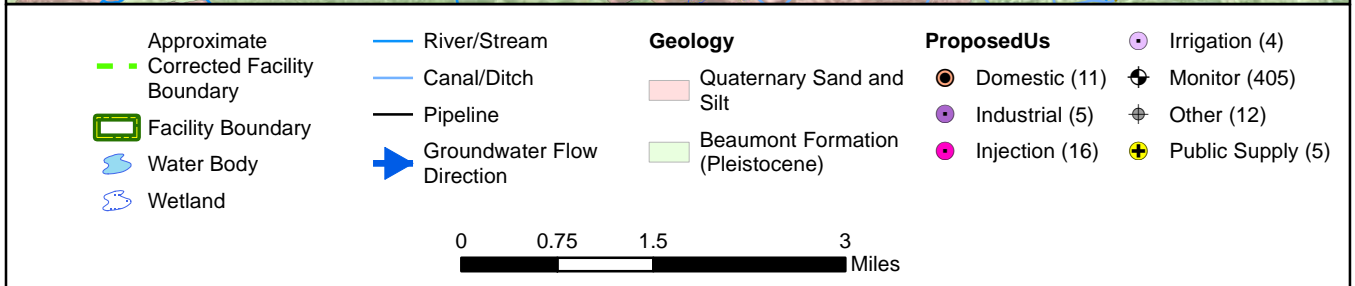 Approximate
Corrected Facility
Boundary
Facility Boundary
Water Body
Wetland
River/Stream
Canal/Ditch
Pipeline
Groundwater Flow
Direction
Geology
Quaternary Sand and
Silt
Beaumont Formation
(Pleistocene)
ProposedUs
Domestic (11)
Industrial (5)
Injection (16)
Irrigation (4)
Monitor (405)
Other (12)
Public Supply (5)
0 0.75 1.5 3
Miles